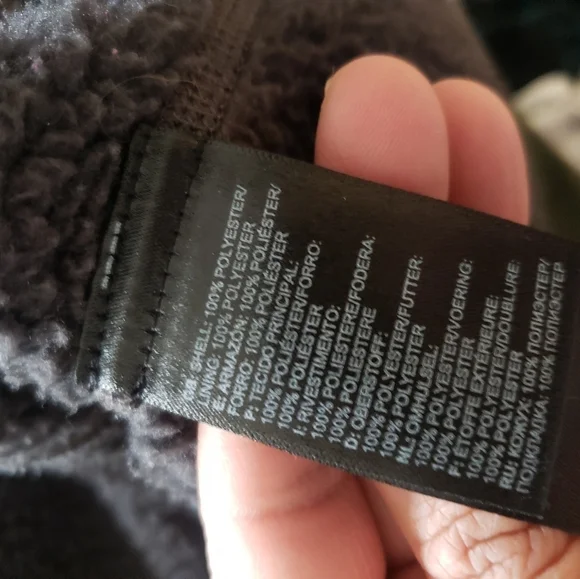 GB: SHELL: 100% POLYESTER/
LINING: 100% POLYESTER
E: ARMAZÓN: 100% POLIÉSTER/
FORRO: 100% POLIÉSTER
P: TECIDO PRINCIPAL:
100% POLIÉSTER/FORRO:
100% POLIÉSTER
I: RIVESTIMENTO:
100% POLIESTERE/FODERA:
100% POLIESTERE
D: OBERSTOFF:
100% POLYESTER/FUTTER:
100% POLYESTER
NL: OMHULSEL:
100% POLYESTER/VOERING:
100% POLYESTER
F: ETOFFE EXTÉRIEURE:
100% POLYESTER/DOUBLURE:
100% POLYESTER
RU: КОЖУХ: 100% ПОЛИЭСТЕР/
ПОДКЛАДКА: 100% ПОЛИЭСТЕР